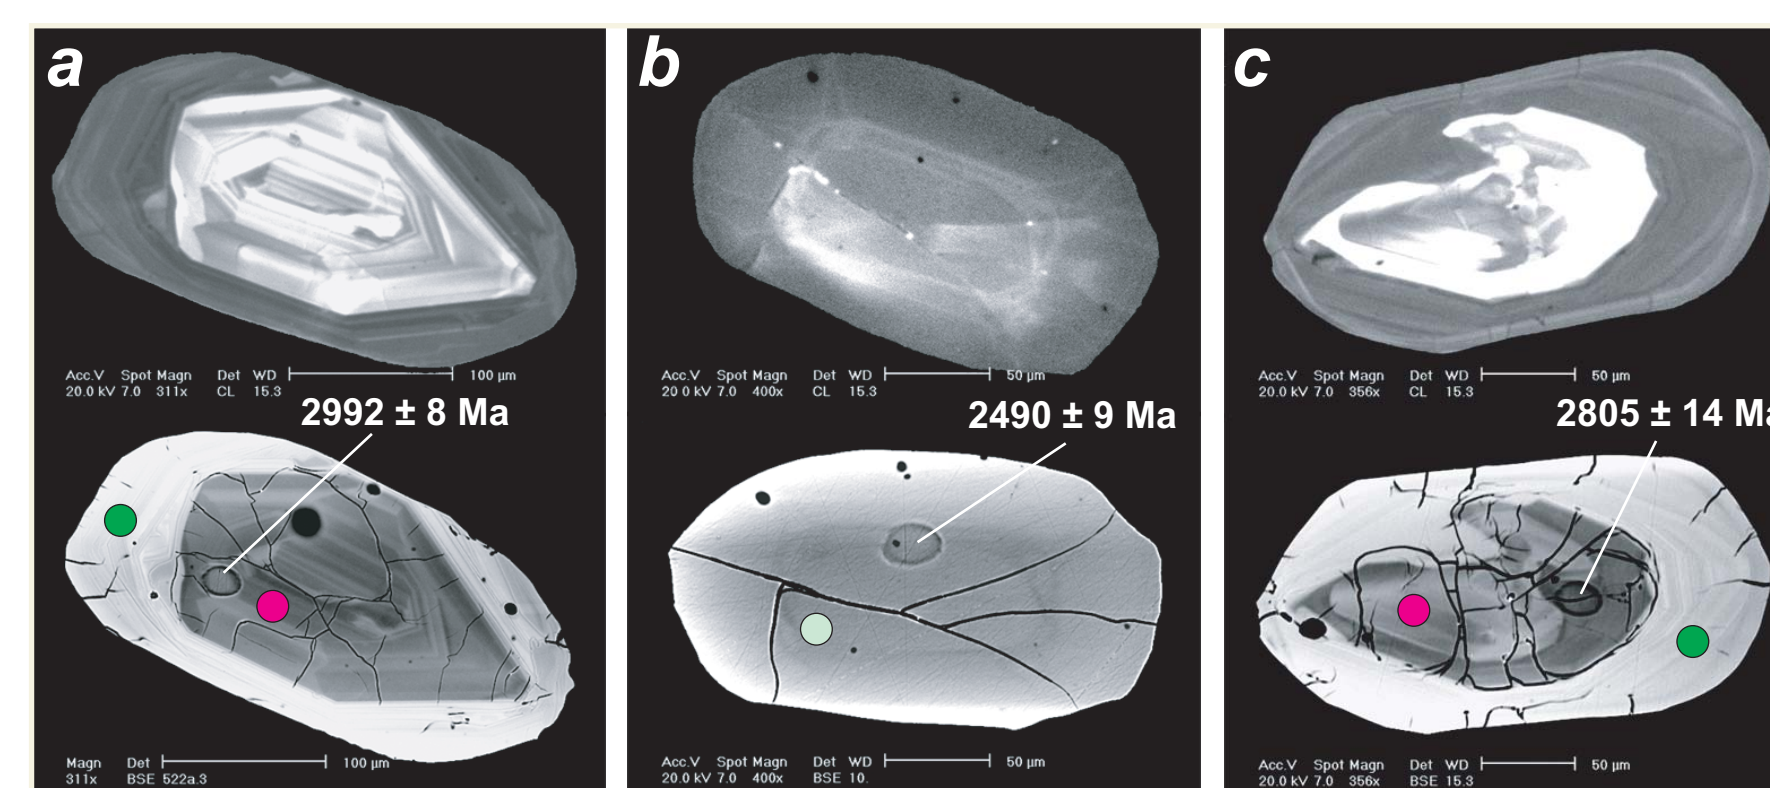 a
b
c
Acc.V Spot Magn Det WD 100 µm
20.0 kV 7.0 311x CL 15.3
Acc.V Spot Magn Det WD 50 µm
20.0 kV 7.0 400x CL 15.3
Acc.V Spot Magn Det WD 50 µm
20.0 kV 7.0 356x CL 15.3
2992 ± 8 Ma
2490 ± 9 Ma
2805 ± 14 Ma
Magn Det 100 µm
311x BSE 522a.3
Acc.V Spot Magn Det WD 50 µm
20.0 kV 7.0 400x BSE 10.
Acc.V Spot Magn Det WD 50 µm
20.0 kV 7.0 356x BSE 15.3